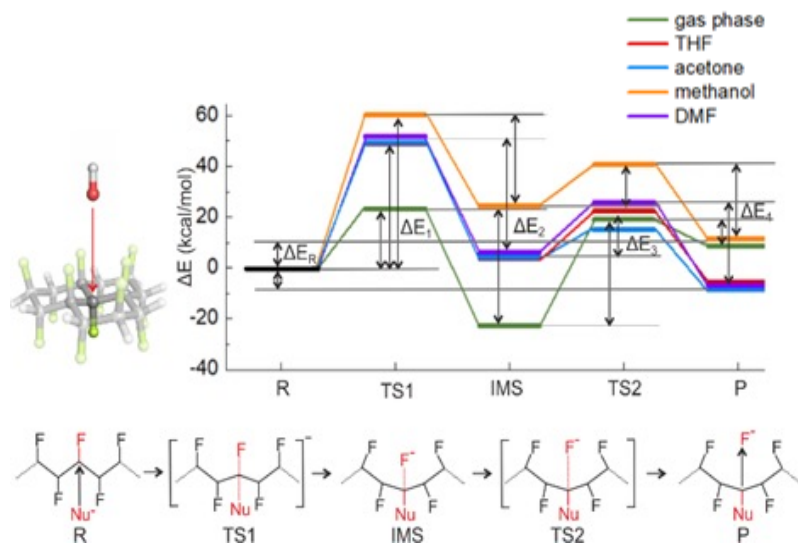 gas phase
THF
acetone
methanol
DMF
ΔE (kcal/mol)
60
40
20
0
-20
-40
ΔE_R
ΔE₁
ΔE₂
ΔE₃
ΔE₄
R TS1 IMS TS2 P
F F F F F Nu⁻
R
F F F F F Nu −
TS1
F F F⁻ F F Nu
IMS
F F F⁻ F F Nu
TS2
F F F⁻ F F Nu
P